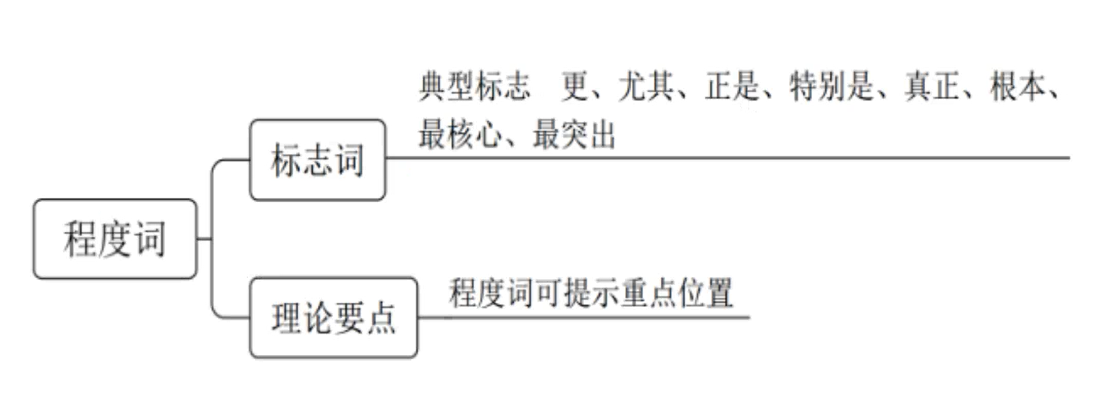 典型标志　更、尤其、正是、特别是、真正、根本、
最核心、最突出
标志词
程度词
程度词可提示重点位置
理论要点